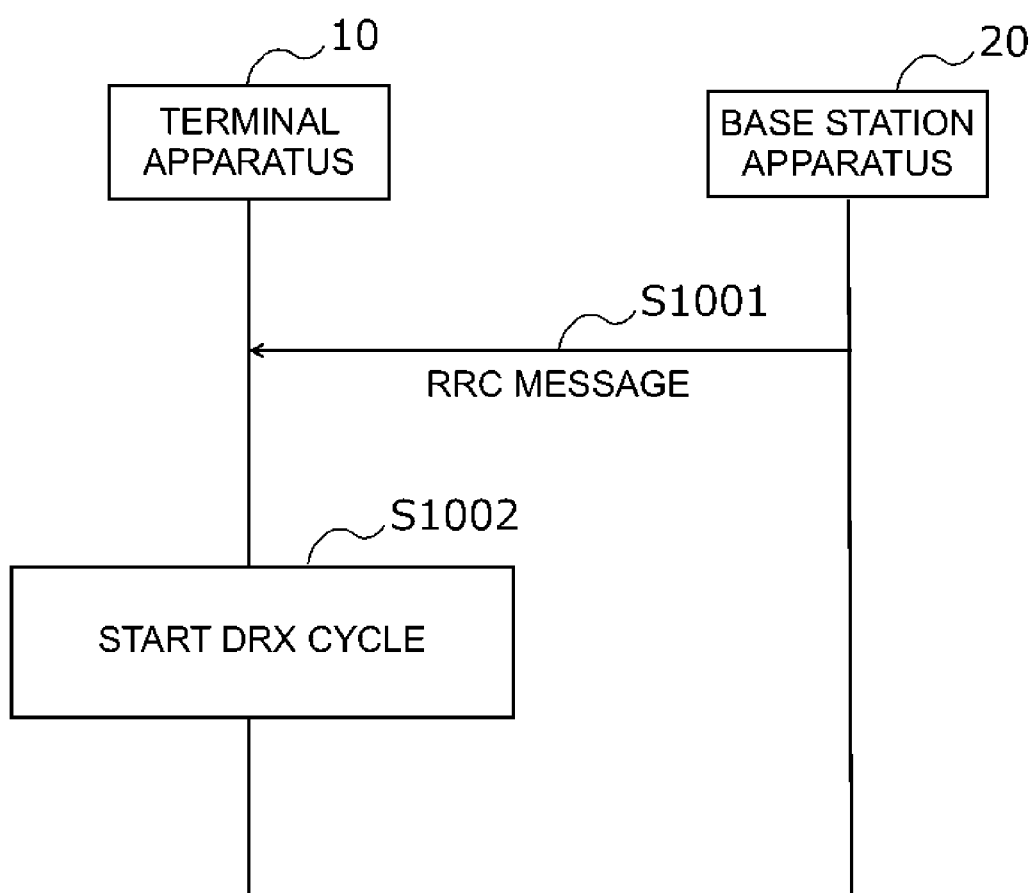 10
TERMINAL
APPARATUS
20
BASE STATION
APPARATUS
S1001
RRC MESSAGE
S1002
START DRX CYCLE